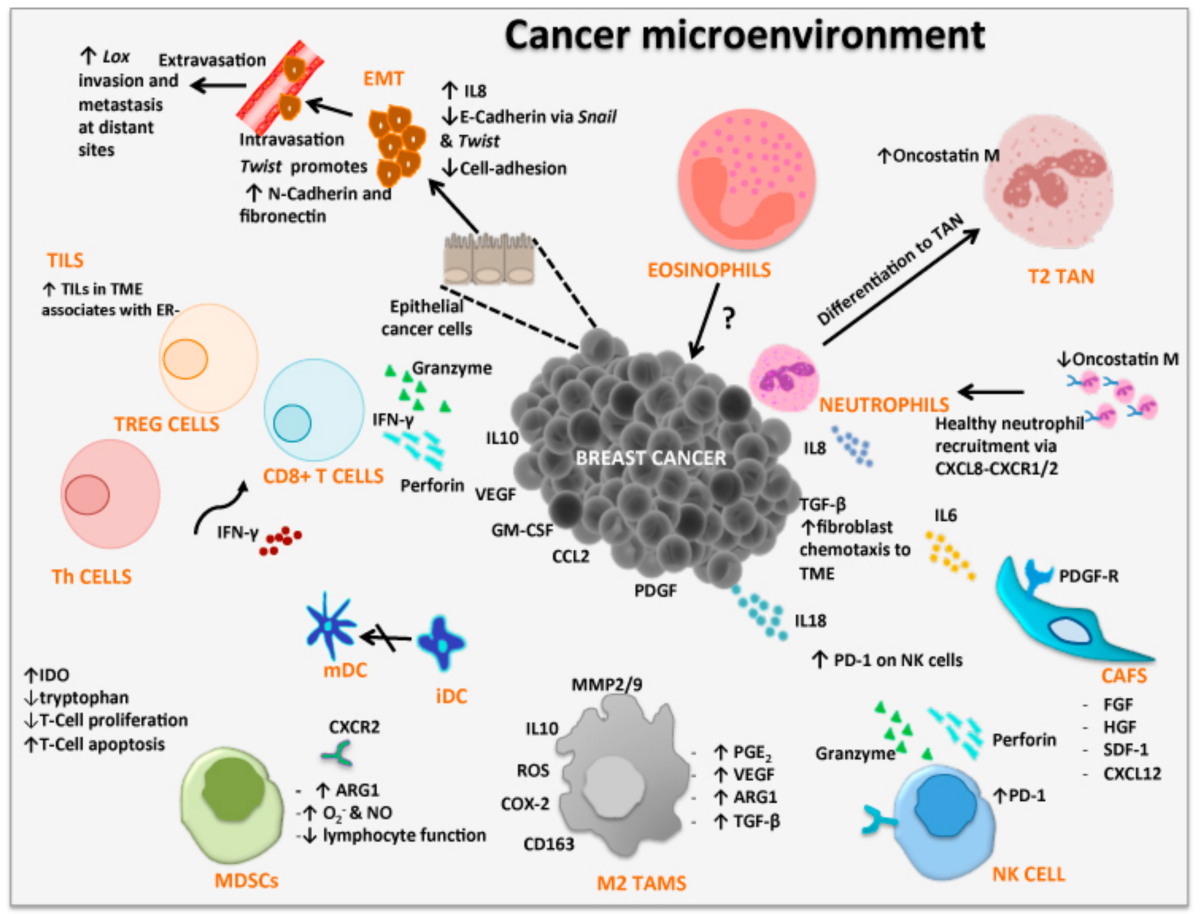 Cancer microenvironment
↑ Lox
invasion and
metastasis
at distant
sites
Extravasation
EMT
Intravasation
Twist promotes
↑ N-Cadherin and
fibronectin
↑ IL8
↓E-Cadherin via Snail
& Twist
↓Cell-adhesion
EOSINOPHILS
?
↑Oncostatin M
T2 TAN
Differentiation to TAN
TILS
↑ TILs in TME
associates with ER-
TREG CELLS
Epithelial
cancer cells
Granzyme
IFN-γ
Perforin
CD8+ T CELLS
Th CELLS
IFN-γ
BREAST CANCER
IL10
VEGF
GM-CSF
CCL2
PDGF
NEUTROPHILS
↓Oncostatin M
Healthy neutrophil
recruitment via
CXCL8-CXCR1/2
IL8
TGF-β
↑fibroblast
chemotaxis to
TME
IL6
PDGF-R
CAFS
- FGF
- HGF
- SDF-1
- CXCL12
IL18
↑ PD-1 on NK cells
mDC
iDC
↑IDO
↓tryptophan
↓T-Cell proliferation
↑T-Cell apoptosis
CXCR2
- ↑ ARG1
-↑ O₂⁻ & NO
-↓ lymphocyte function
MDSCs
MMP2/9
IL10
ROS
COX-2
CD163
- ↑ PGE₂
- ↑ VEGF
- ↑ ARG1
- ↑ TGF-β
M2 TAMS
Granzyme
Perforin
↑PD-1
NK CELL